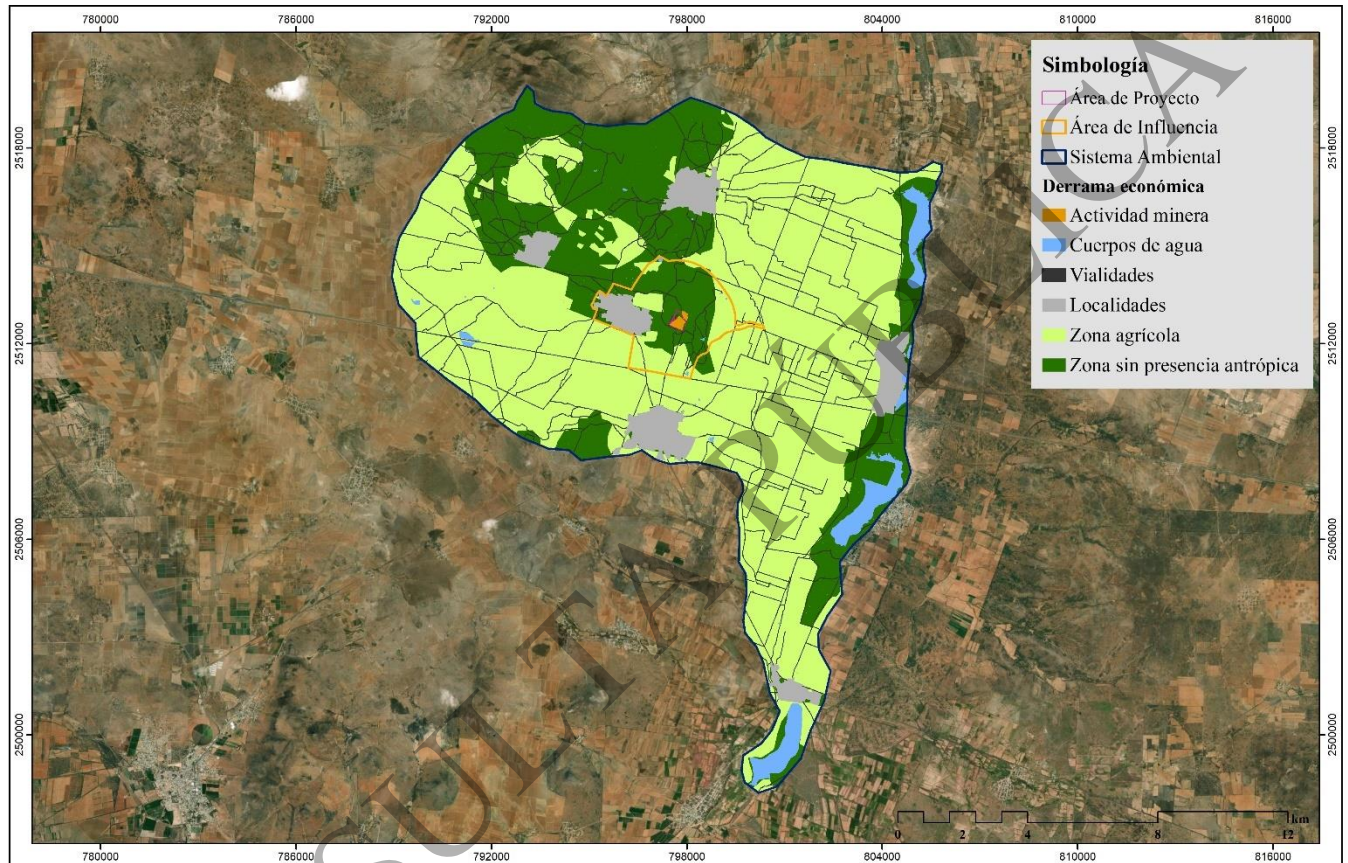 780000 786000 792000 798000 804000 810000 816000
Simbología
Área de Proyecto
Área de Influencia
Sistema Ambiental
Derrama económica
Actividad minera
Cuerpos de agua
Vialidades
Localidades
Zona agrícola
Zona sin presencia antrópica
2518000 2518000
2512000 2512000
2506000 2506000
2500000 2500000
SULTA PUBLICA
km
0 2 4 8 12
780000 786000 792000 798000 804000 810000 816000